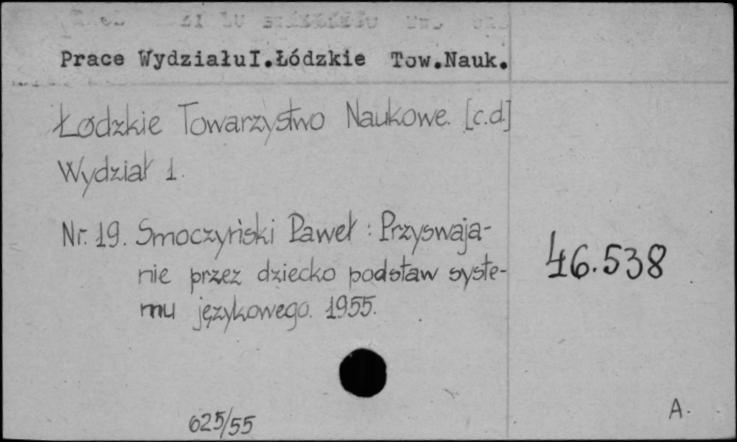 Prace WydziałuI.Łódzkie Tow.Nauk.
Łódzkie Towarzystwo Naukowe. [c.d.]
Wydział 1.
Nr. 19. Smoczyński Paweł : Przyswaja-
nie przez dziecko podstaw syste-
mu językowego. 1955.
46.538
A.
625/55